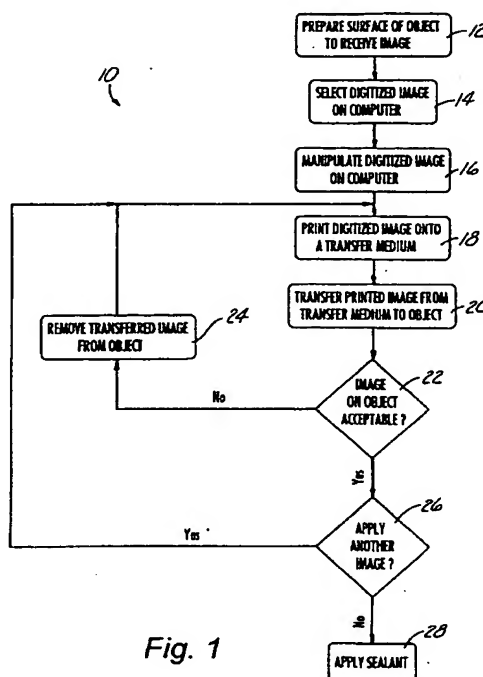 PREPARE SURFACE OF OBJECT
TO RECEIVE IMAGE
12
10
SELECT DIGITIZED IMAGE
ON COMPUTER
14
MANIPULATE DIGITIZED IMAGE
ON COMPUTER
16
PRINT DIGITIZED IMAGE ONTO
A TRANSFER MEDIUM
18
TRANSFER PRINTED IMAGE FROM
TRANSFER MEDIUM TO OBJECT
20
REMOVE TRANSFERRED IMAGE
FROM OBJECT
24
IMAGE
ON OBJECT
ACCEPTABLE ?
22
No
Yes
APPLY
ANOTHER
IMAGE ?
26
Yes
No
APPLY SEALANT
28
Fig. 1